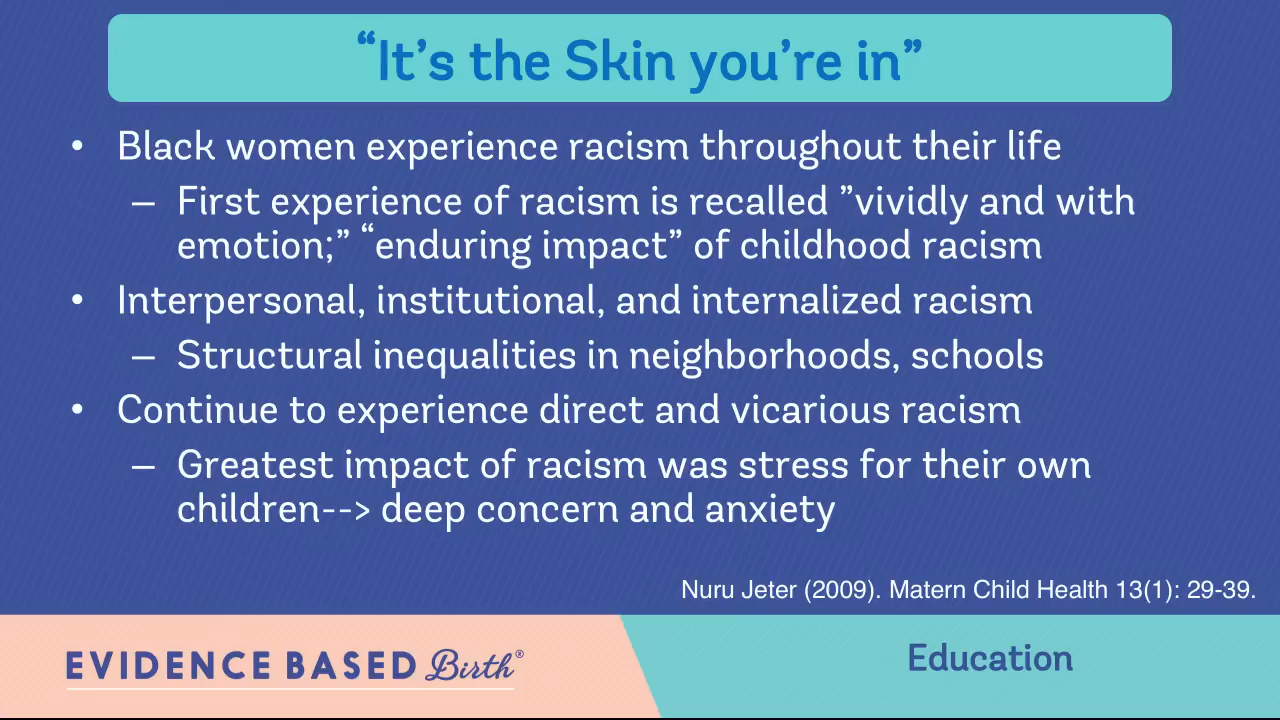 “It’s the Skin you’re in”
• Black women experience racism throughout their life
– First experience of racism is recalled ”vividly and with
emotion;” “enduring impact” of childhood racism
• Interpersonal, institutional, and internalized racism
– Structural inequalities in neighborhoods, schools
• Continue to experience direct and vicarious racism
– Greatest impact of racism was stress for their own
children--> deep concern and anxiety
Nuru Jeter (2009). Matern Child Health 13(1): 29-39.
EVIDENCE BASED Birth®
Education